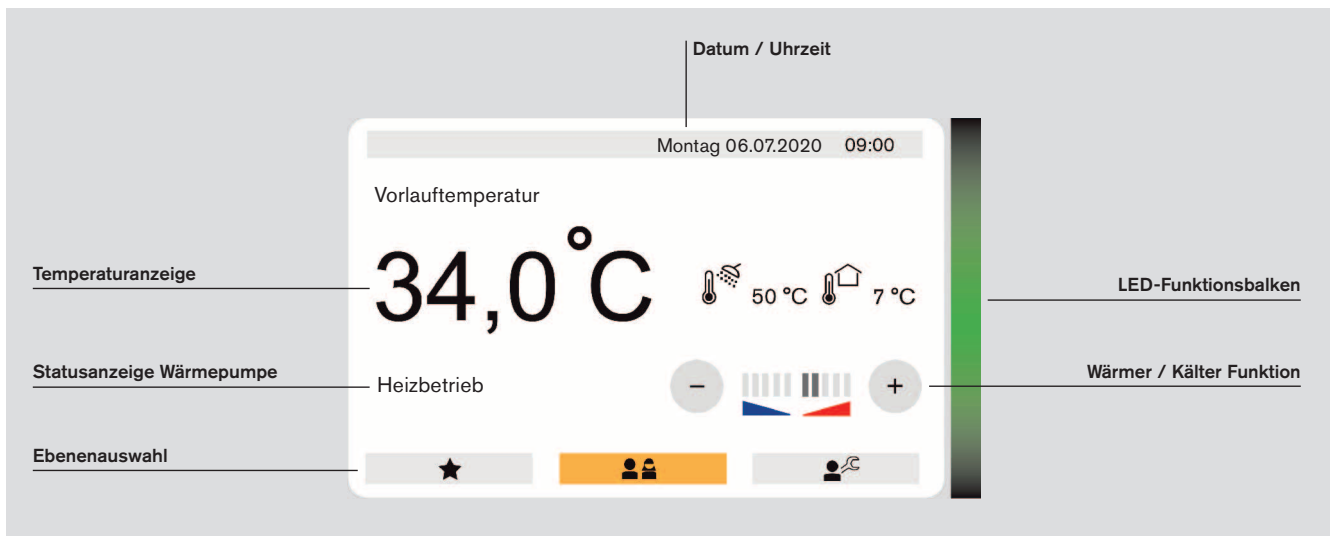 Datum / Uhrzeit
Montag 06.07.2020 09:00
Vorlauftemperatur
Temperaturanzeige
34,0°C
50 °C
7 °C
LED-Funktionsbalken
Statusanzeige Wärmepumpe
Heizbetrieb
-
+
Wärmer / Kälter Funktion
Ebenenauswahl